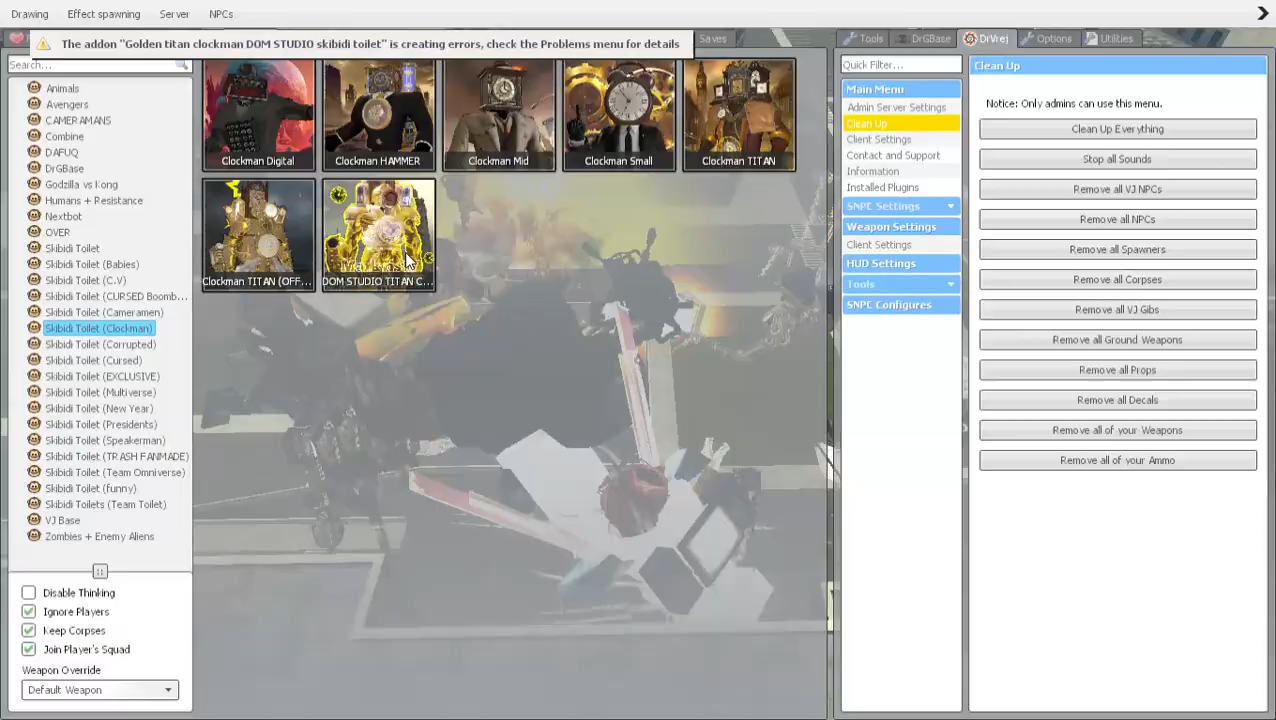 Drawing
Effect spawning
Server
NPCs
The addon "Golden titan clockman DOM STUDIO skibidi toilet" is creating errors, check the Problems menu for details
Saves
Search...
Animals
Avengers
CAMERAMANS
Combine
DAFUQ
DrGBase
Godzilla vs Kong
Humans + Resistance
Nextbot
OVER
Skibidi Toilet
Skibidi Toilet (Babies)
Skibidi Toilet (C.V)
Skibidi Toilet (CURSED Boomb...
Skibidi Toilet (Cameramen)
Skibidi Toilet (Clockman)
Skibidi Toilet (Corrupted)
Skibidi Toilet (Cursed)
Skibidi Toilet (EXCLUSIVE)
Skibidi Toilet (Multiverse)
Skibidi Toilet (New Year)
Skibidi Toilet (Presidents)
Skibidi Toilet (Speakerman)
Skibidi Toilet (TRASH FANMADE)
Skibidi Toilet (Team Omniverse)
Skibidi Toilet (funny)
Skibidi Toilets (Team Toilet)
VJ Base
Zombies + Enemy Aliens
Disable Thinking
Ignore Players
Keep Corpses
Join Player's Squad
Weapon Override
Default Weapon
Clockman Digital
Clockman HAMMER
Clockman Mid
Clockman Small
Clockman TITAN
Clockman TITAN (OFF...
DOM STUDIO TITAN C...
Tools
DrGBase
DrVrej
Options
Utilities
Quick Filter...
Main Menu
Admin Server Settings
Clean Up
Client Settings
Contact and Support
Information
Installed Plugins
SNPC Settings
Weapon Settings
Client Settings
HUD Settings
Tools
SNPC Configures
Clean Up
Notice: Only admins can use this menu.
Clean Up Everything
Stop all Sounds
Remove all VJ NPCs
Remove all NPCs
Remove all Spawners
Remove all Corpses
Remove all VJ Gibs
Remove all Ground Weapons
Remove all Props
Remove all Decals
Remove all of your Weapons
Remove all of your Ammo